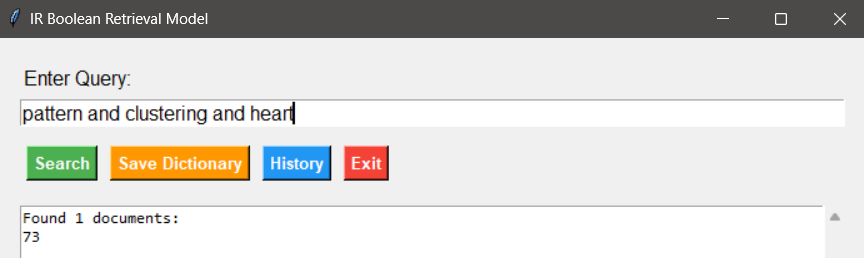 IR Boolean Retrieval Model
Enter Query:
pattern and clustering and heart
Search Save Dictionary History Exit
Found 1 documents:
73